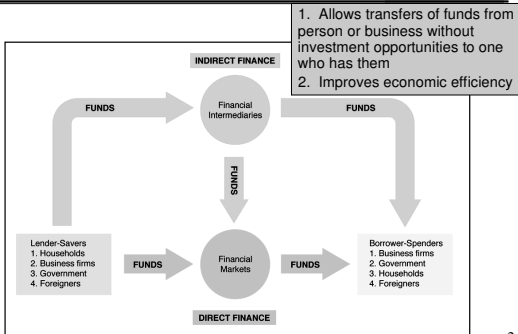 1. Allows transfers of funds from
person or business without
investment opportunities to one
who has them
2. Improves economic efficiency
INDIRECT FINANCE
FUNDS
Financial
Intermediaries
FUNDS
FUNDS
Lender-Savers
1. Households
2. Business firms
3. Government
4. Foreigners
FUNDS
Financial
Markets
FUNDS
Borrower-Spenders
1. Business firms
2. Government
3. Households
4. Foreigners
DIRECT FINANCE